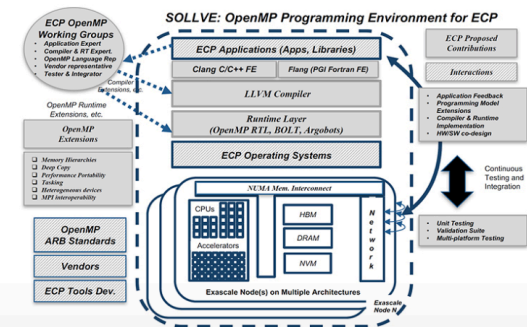 SOLLVE: OpenMP Programming Environment for ECP
ECP OpenMP
Working Groups
• Application Expert
• Compiler & RT Expert.
• OpenMP Language Rep
• Vendor representative
• Tester & Integrator
Compiler
Extensions, etc.
OpenMP Runtime
Extensions, etc.
OpenMP
Extensions
Memory Hierarchies
Deep Copy
Performance Portability
Tasking
Heterogeneous devices
MPI interoperability
OpenMP
ARB Standards
Vendors
ECP Tools Dev.
ECP Applications (Apps, Libraries)
Clang C/C++ FE
Flang (PGI Fortran FE)
LLVM Compiler
Runtime Layer
(OpenMP RTL, BOLT, Argobots)
ECP Operating Systems
NUMA Mem. Interconnect
CPUs
Accelerators
HBM
DRAM
NVM
Network
Exascale Node(s) on Multiple Architectures
Exascale
Node N
ECP Proposed
Contributions
Interactions
• Application Feedback
• Programming Model
Extensions
• Compiler & Runtime
Implementation
• HW/SW co-design
Continuous
Testing and
Integration
• Unit Testing
• Validation Suite
• Multi-platform Testing